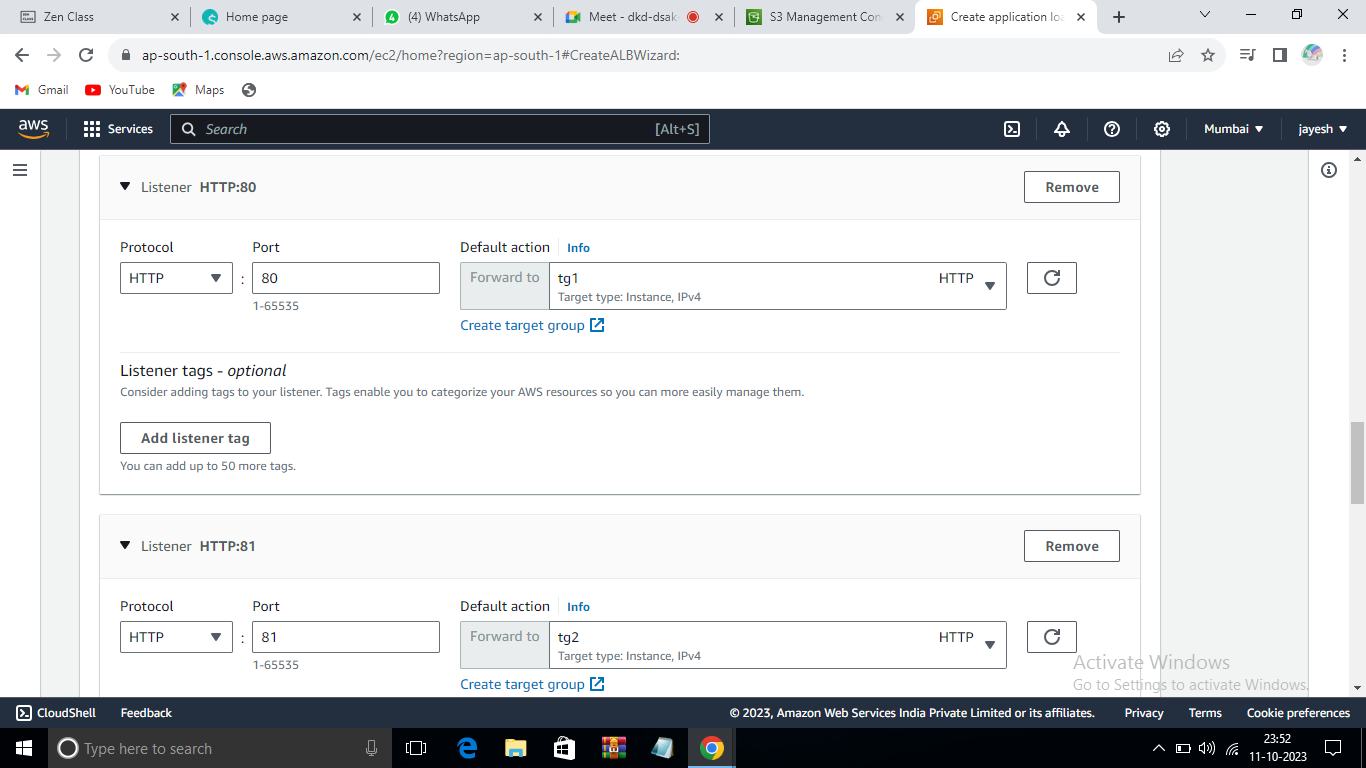 Zen Class
Home page
(4) WhatsApp
Meet - dkd-dsak
S3 Management Con
Create application loa
ap-south-1.console.aws.amazon.com/ec2/home?region=ap-south-1#CreateALBWizard:
Gmail
YouTube
Maps
aws
Services
Search
[Alt+S]
Mumbai
jayesh
Listener HTTP:80
Remove
Protocol
Port
Default action
Info
HTTP
:
80
Forward to
tg1
HTTP
Target type: Instance, IPv4
1-65535
Create target group
Listener tags - optional
Consider adding tags to your listener. Tags enable you to categorize your AWS resources so you can more easily manage them.
Add listener tag
You can add up to 50 more tags.
Listener HTTP:81
Remove
Protocol
Port
Default action
Info
HTTP
:
81
Forward to
tg2
HTTP
Target type: Instance, IPv4
1-65535
Create target group
Activate Windows
Go to Settings to activate Windows.
CloudShell
Feedback
© 2023, Amazon Web Services India Private Limited or its affiliates.
Privacy
Terms
Cookie preferences
Type here to search
23:52
11-10-2023